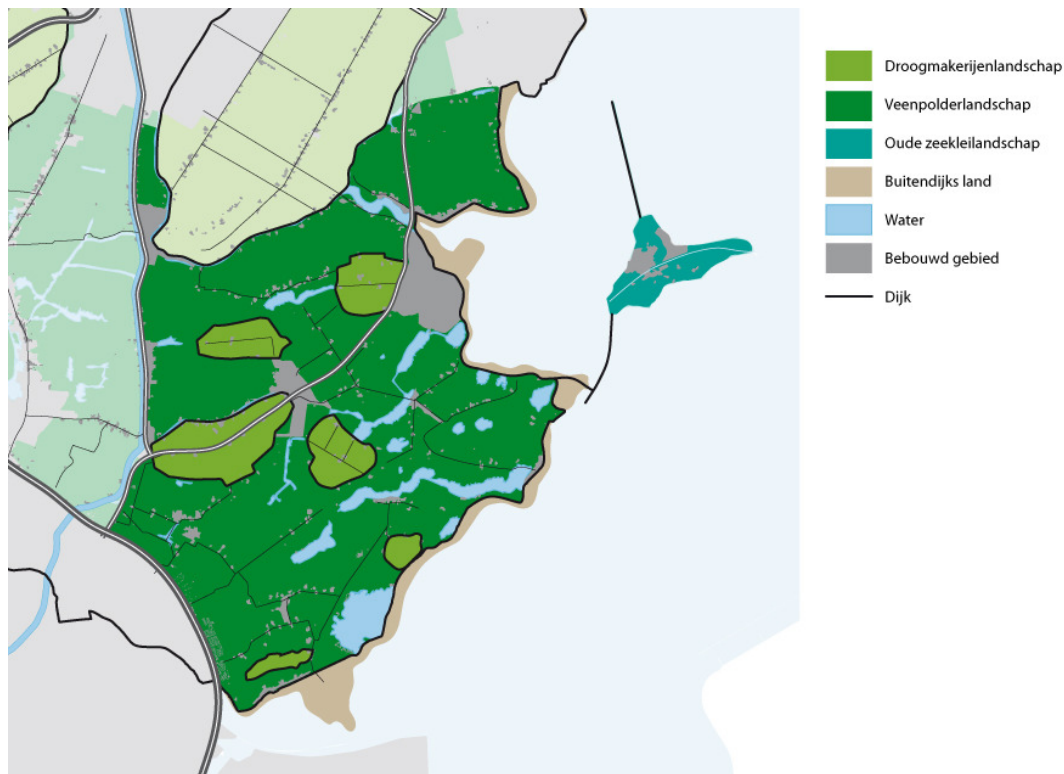 Droogmakerijenlandschap
Veenpolderlandschap
Oude zeekleilandschap
Buitendijks land
Water
Bebouwd gebied
Dijk